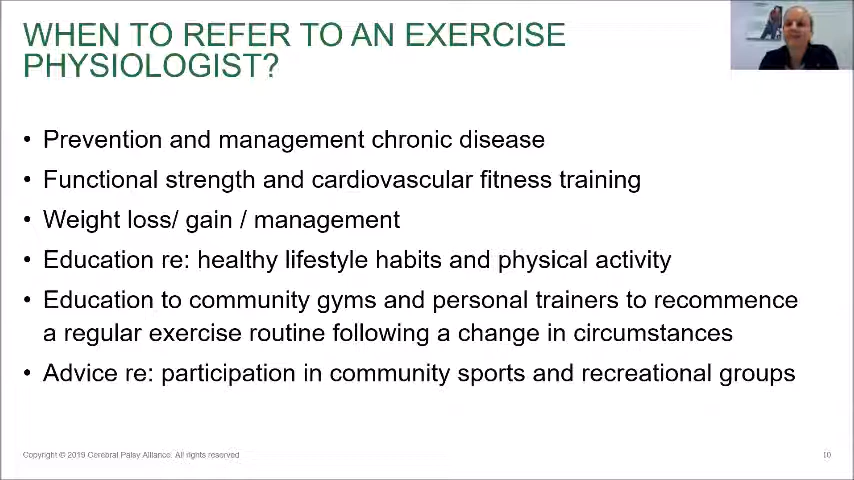 WHEN TO REFER TO AN EXERCISE
PHYSIOLOGIST?
• Prevention and management chronic disease
• Functional strength and cardiovascular fitness training
• Weight loss/ gain / management
• Education re: healthy lifestyle habits and physical activity
• Education to community gyms and personal trainers to recommence
a regular exercise routine following a change in circumstances
• Advice re: participation in community sports and recreational groups
Copyright © 2019 Cerebral Palsy Alliance. All rights reserved
10